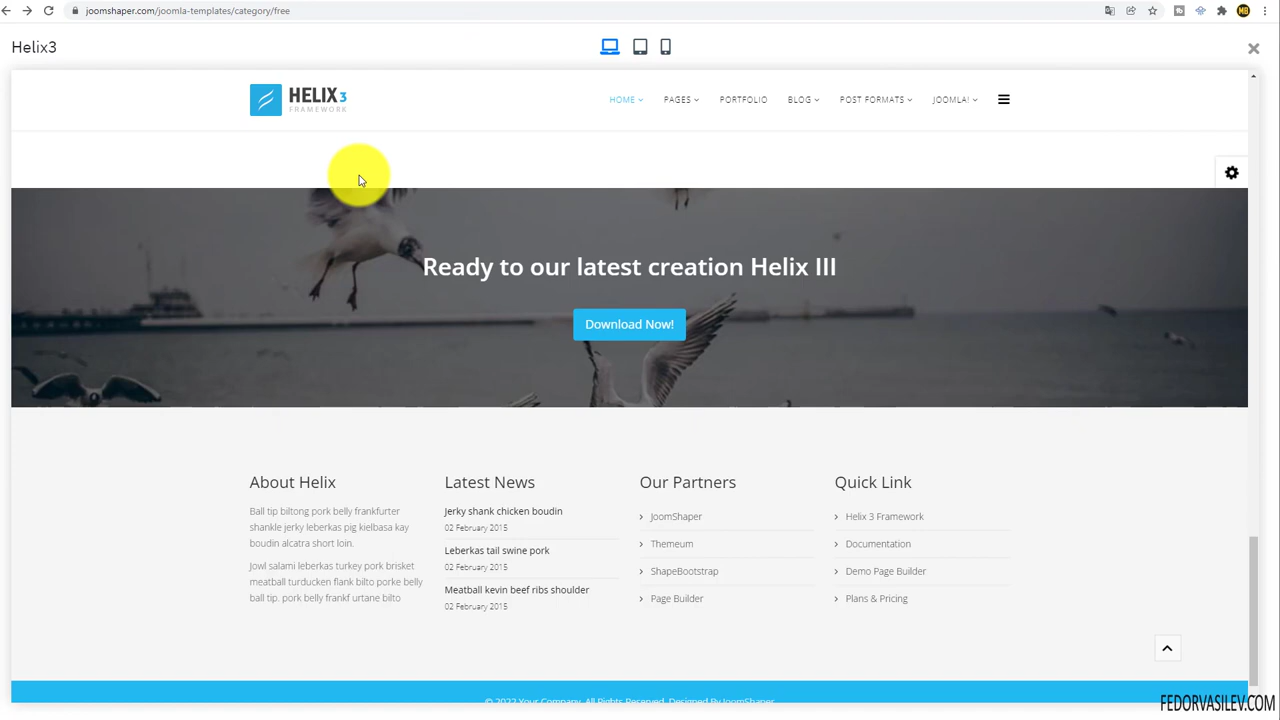 joomshaper.com/joomla-templates/category/free
MB
Helix3
HELIX 3
FRAMEWORK
HOME PAGES PORTFOLIO BLOG POST FORMATS JOOMLA!
Ready to our latest creation Helix III
Download Now!
About Helix
Ball tip biltong pork belly frankfurter
shankle jerky leberkas pig kielbasa kay
boudin alcatra short loin.
Jowl salami leberkas turkey pork brisket
meatball turducken flank bilto porke belly
ball tip. pork belly frankf urtane bilto
Latest News
Jerky shank chicken boudin
02 February 2015
Leberkas tail swine pork
02 February 2015
Meatball kevin beef ribs shoulder
02 February 2015
Our Partners
JoomShaper
Themeum
ShapeBootstrap
Page Builder
Quick Link
Helix 3 Framework
Documentation
Demo Page Builder
Plans & Pricing
© 2022 Your Company. All Rights Reserved. Designed By JoomShaper
FEDORVASILEV.COM